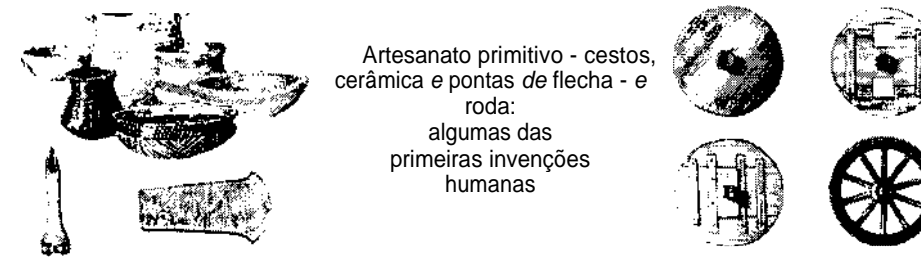 Artesanato primitivo - cestos,
cerâmica e pontas de flecha - e
roda:
algumas das
primeiras invenções
humanas